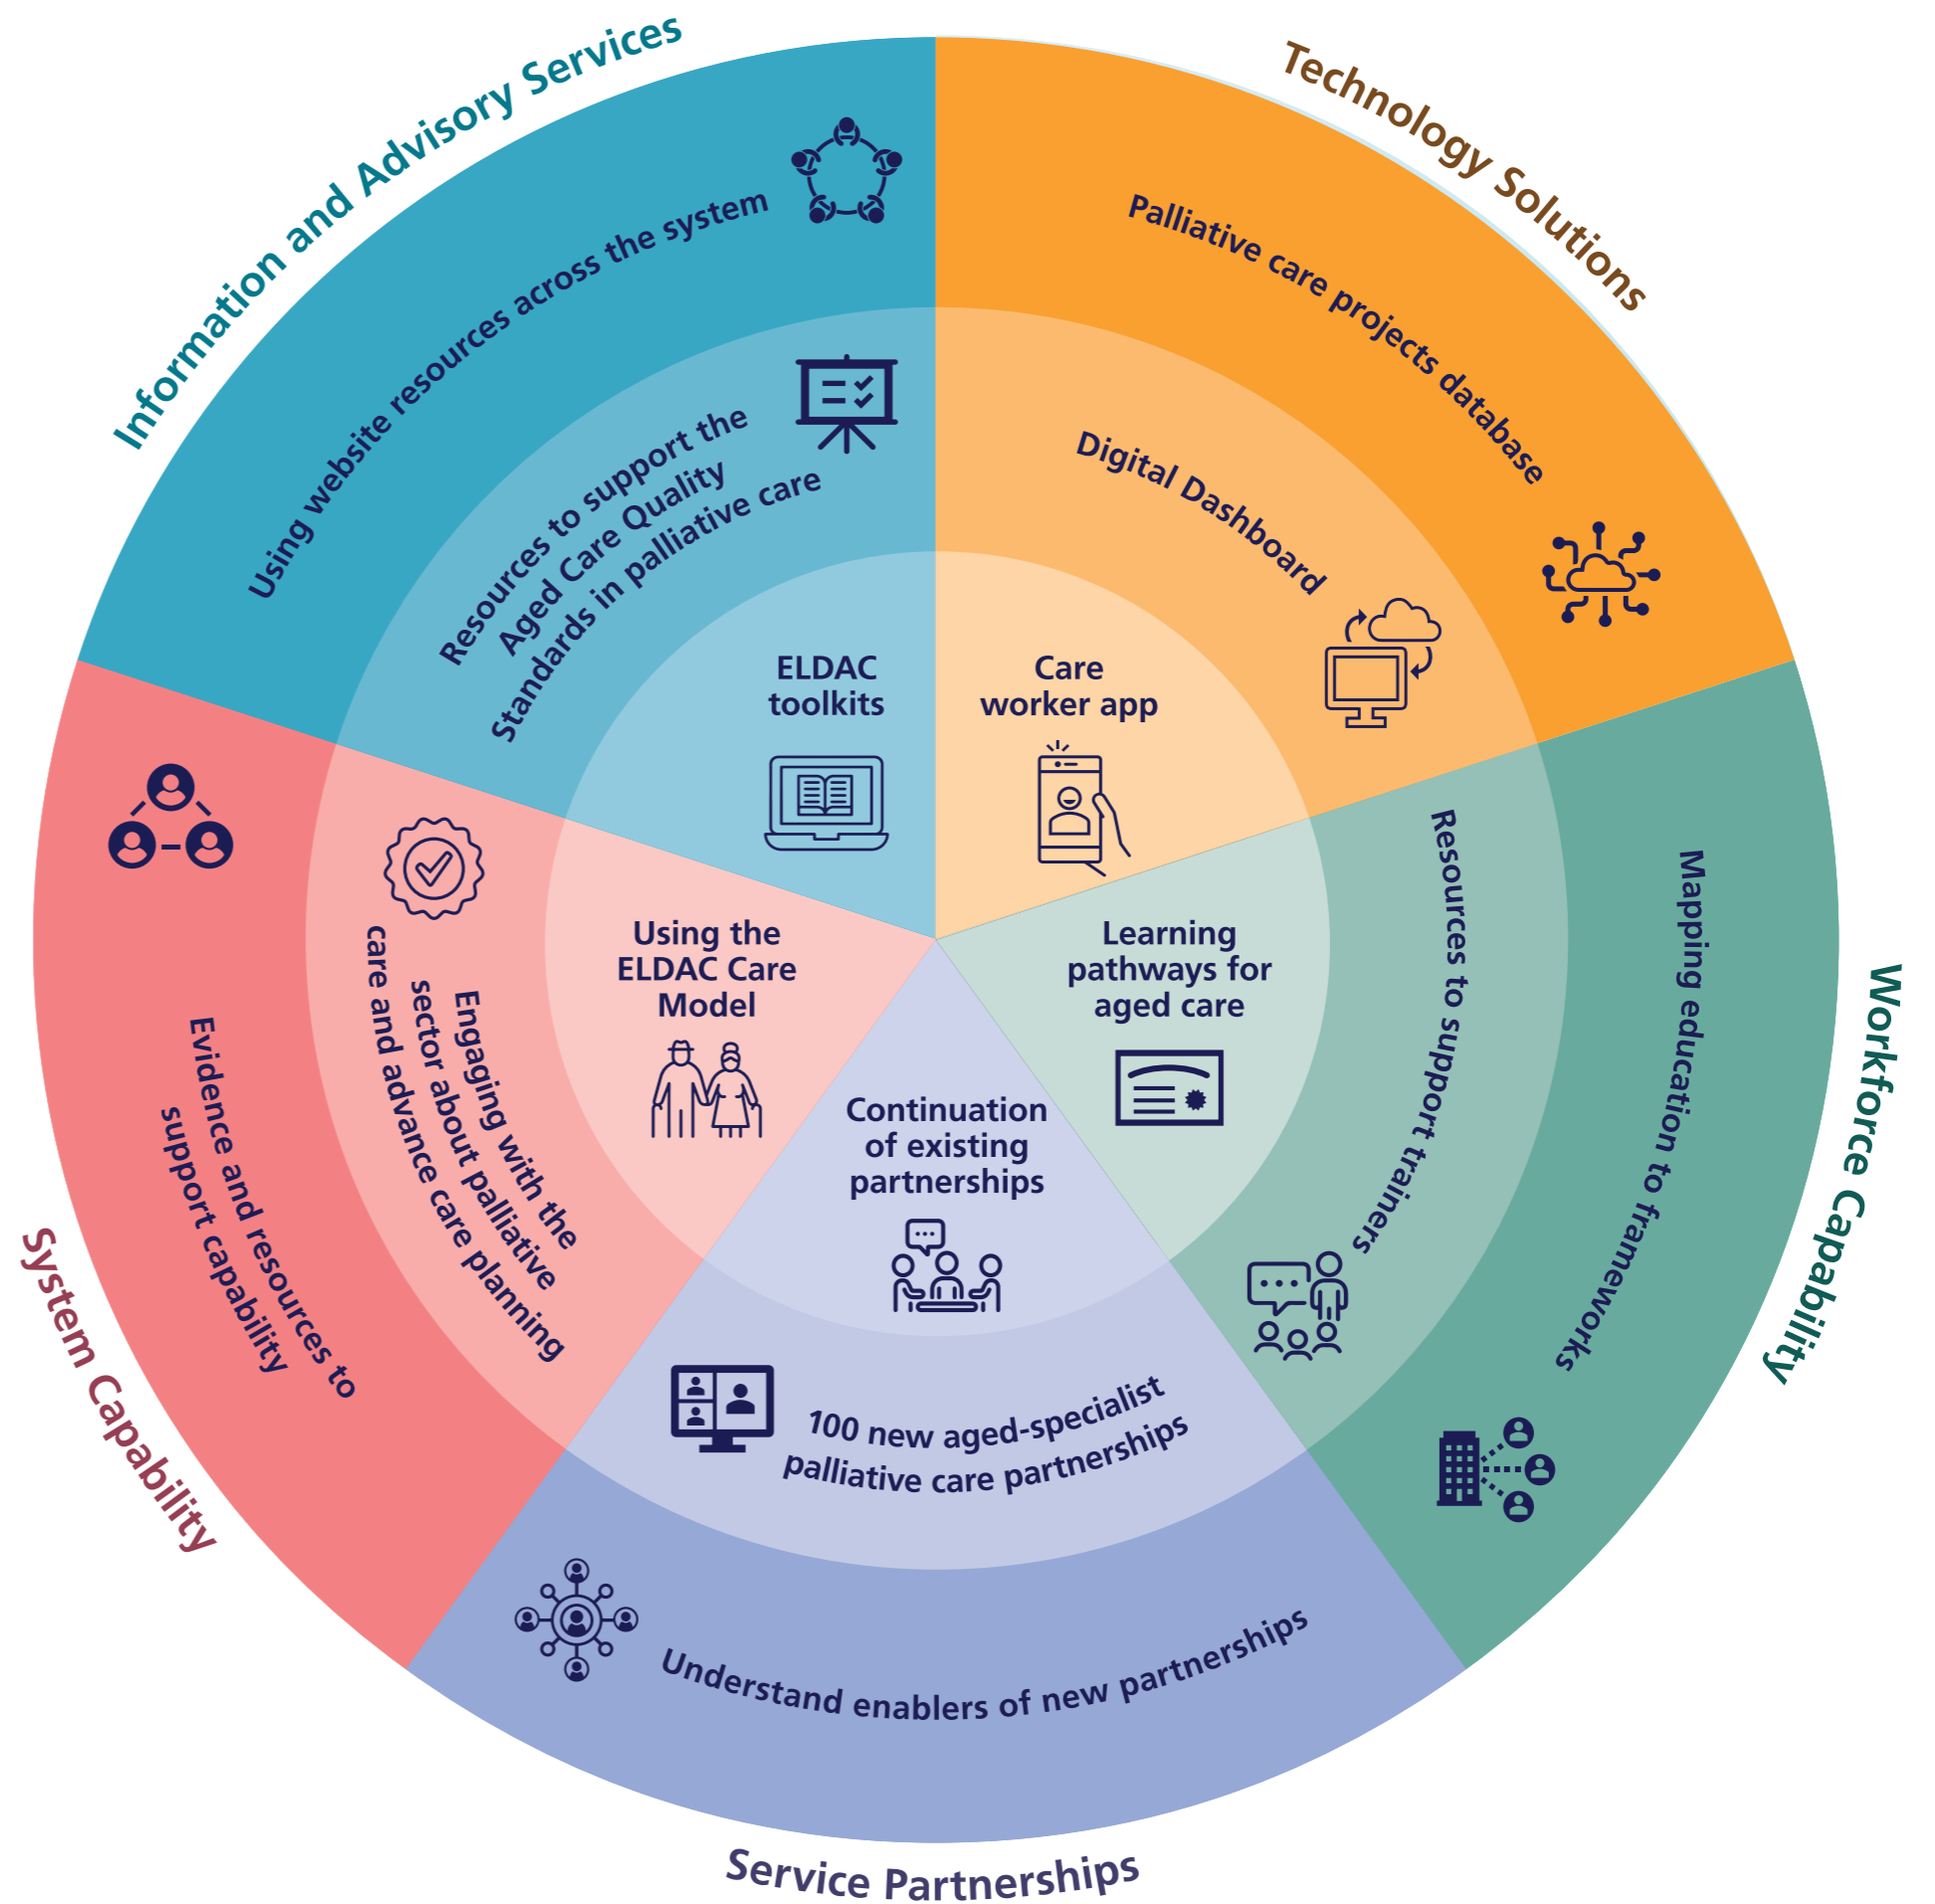 Information and Advisory Services
Using website resources across the system
Resources to support the
Aged Care Quality
Standards in palliative care
ELDAC
toolkits
Technology Solutions
Palliative care projects database
Digital Dashboard
Care
worker app
Workforce Capability
Mapping education to frameworks
Resources to support trainers
Learning
pathways for
aged care
Service Partnerships
Understand enablers of new partnerships
100 new aged-specialist
palliative care partnerships
Continuation
of existing
partnerships
System Capability
Evidence and resources to
support capability
Engaging with the
sector about palliative
care and advance care planning
Using the
ELDAC Care
Model